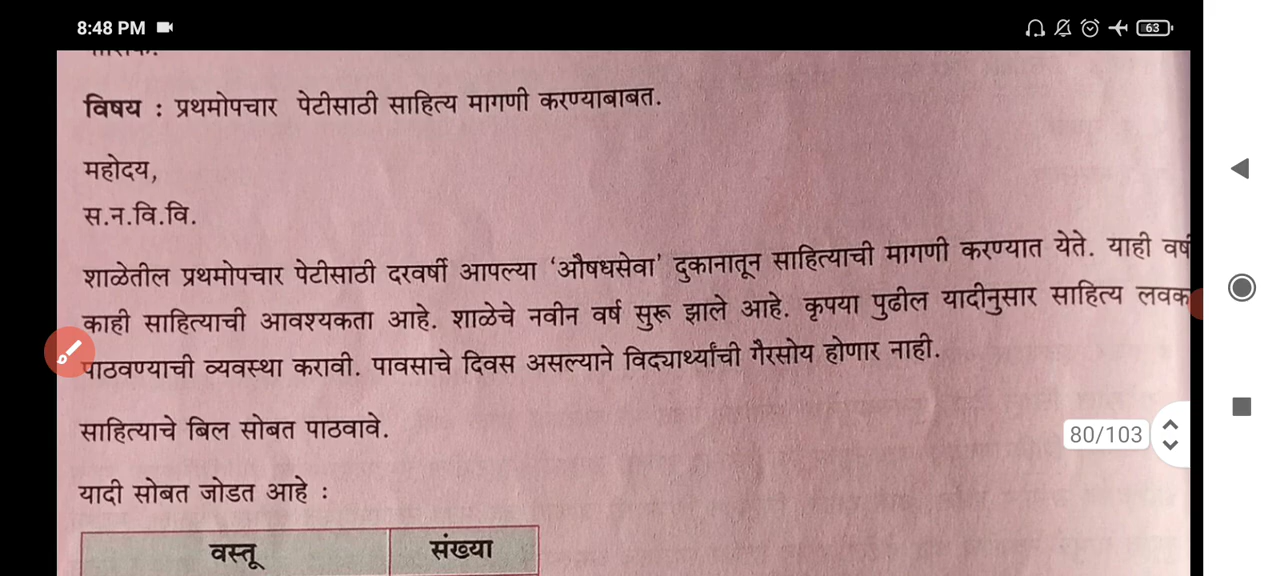 8:48 PM
63
विषय : प्रथमोपचार पेटीसाठी साहित्य मागणी करण्याबाबत.
महोदय,
स.न.वि.वि.
शाळेतील प्रथमोपचार पेटीसाठी दरवर्षी आपल्या ‘औषधसेवा’ दुकानातून साहित्याची मागणी करण्यात येते. याही वर्षी
काही साहित्याची आवश्यकता आहे. शाळेचे नवीन वर्ष सुरू झाले आहे. कृपया पुढील यादीनुसार साहित्य
पाठवण्याची व्यवस्था करावी. पावसाचे दिवस असल्याने विद्यार्थ्यांची गैरसोय होणार नाही.
80/103
साहित्याचे बिल सोबत पाठवावे.
यादी सोबत जोडत आहे :
वस्तू संख्या